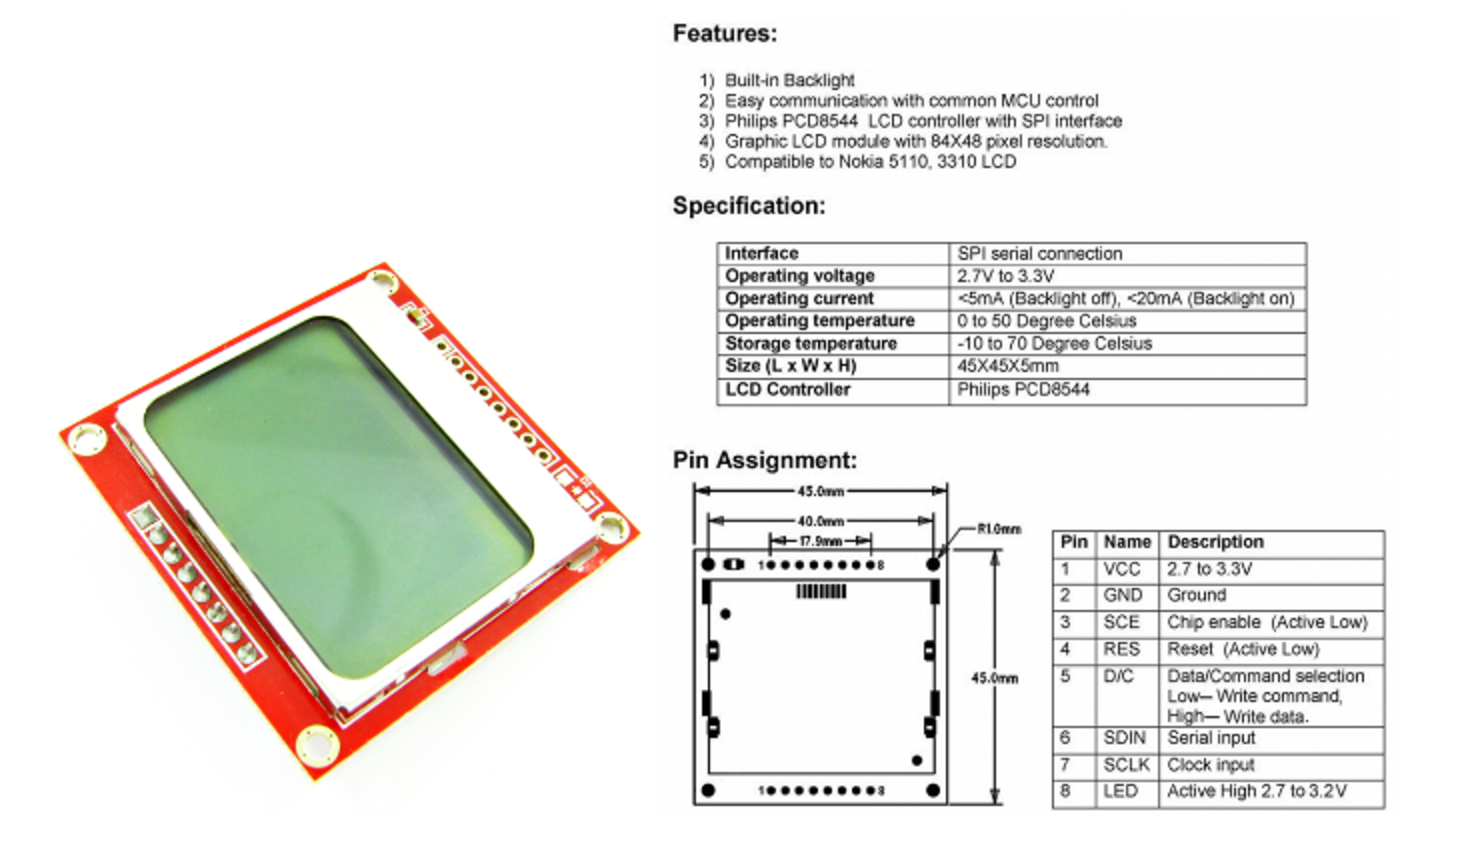 Features:
1) Built-in Backlight
2) Easy communication with common MCU control
3) Philips PCD8544 LCD controller with SPI interface
4) Graphic LCD module with 84X48 pixel resolution.
5) Compatible to Nokia 5110, 3310 LCD
Specification:
Interface SPI serial connection
Operating voltage 2.7V to 3.3V
Operating current <5mA (Backlight off), <20mA (Backlight on)
Operating temperature 0 to 50 Degree Celsius
Storage temperature -10 to 70 Degree Celsius
Size (L x W x H) 45X45X5mm
LCD Controller Philips PCD8544
Pin Assignment:
45.0mm
40.0mm
17.9mm
R1.0mm
1 8
45.0mm
1 8
Pin Name Description
1 VCC 2.7 to 3.3V
2 GND Ground
3 SCE Chip enable (Active Low)
4 RES Reset (Active Low)
5 D/C Data/Command selection
Low— Write command,
High— Write data.
6 SDIN Serial input
7 SCLK Clock input
8 LED Active High 2.7 to 3.2V